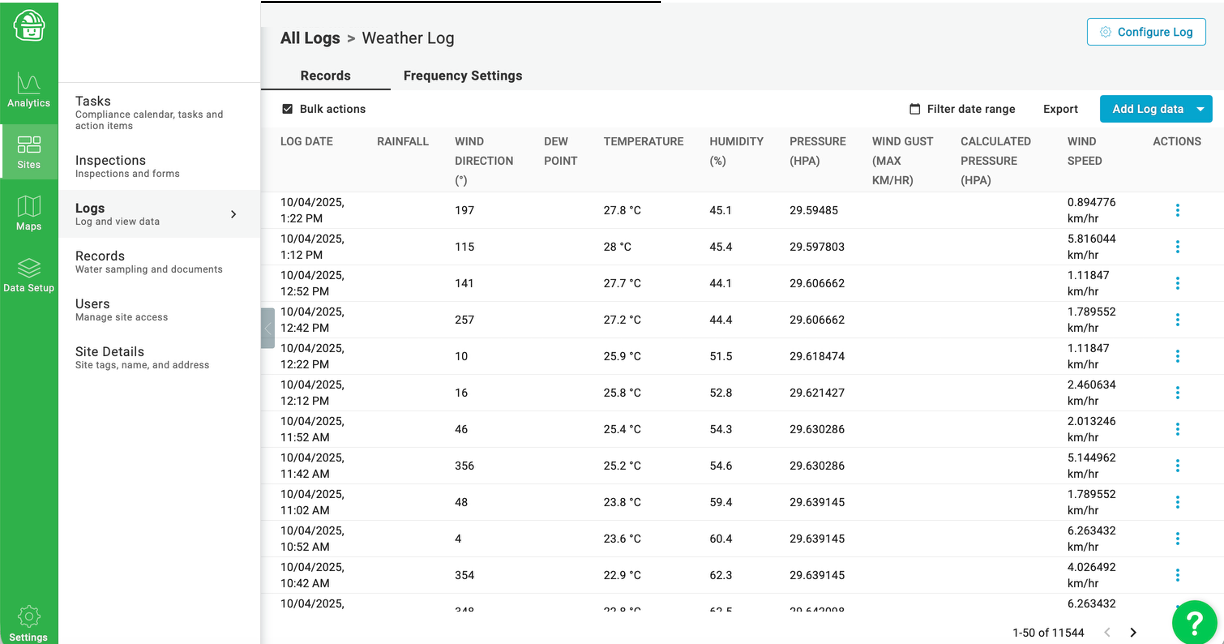 All Logs > Weather Log
Configure Log
Records
Frequency Settings
Analytics
Sites
Maps
Data Setup
Settings
Tasks
Compliance calendar, tasks and
action items
Inspections
Inspections and forms
Logs
Log and view data
Records
Water sampling and documents
Users
Manage site access
Site Details
Site tags, name, and address
Bulk actions
Filter date range
Export
Add Log data
LOG DATE RAINFALL WIND DEW TEMPERATURE HUMIDITY PRESSURE WIND GUST CALCULATED WIND ACTIONS
DIRECTION POINT (%) (HPA) (MAX PRESSURE SPEED
(°) KM/HR) (HPA)
10/04/2025, 0.894776
197 27.8 °C 45.1 29.59485
1:22 PM km/hr
10/04/2025, 5.816044
115 28 °C 45.4 29.597803
1:12 PM km/hr
10/04/2025, 1.11847
141 27.7 °C 44.1 29.606662
12:52 PM km/hr
10/04/2025, 1.789552
257 27.2 °C 44.4 29.606662
12:42 PM km/hr
10/04/2025, 1.11847
10 25.9 °C 51.5 29.618474
12:22 PM km/hr
10/04/2025, 2.460634
16 25.8 °C 52.8 29.621427
12:12 PM km/hr
10/04/2025, 2.013246
46 25.4 °C 54.3 29.630286
11:52 AM km/hr
10/04/2025, 5.144962
356 25.2 °C 54.6 29.630286
11:42 AM km/hr
10/04/2025, 1.789552
48 23.8 °C 59.4 29.639145
11:02 AM km/hr
10/04/2025, 6.263432
4 23.6 °C 60.4 29.639145
10:52 AM km/hr
10/04/2025, 4.026492
354 22.9 °C 62.3 29.639145
10:42 AM km/hr
10/04/2025, 6.263432
1-50 of 11544
?